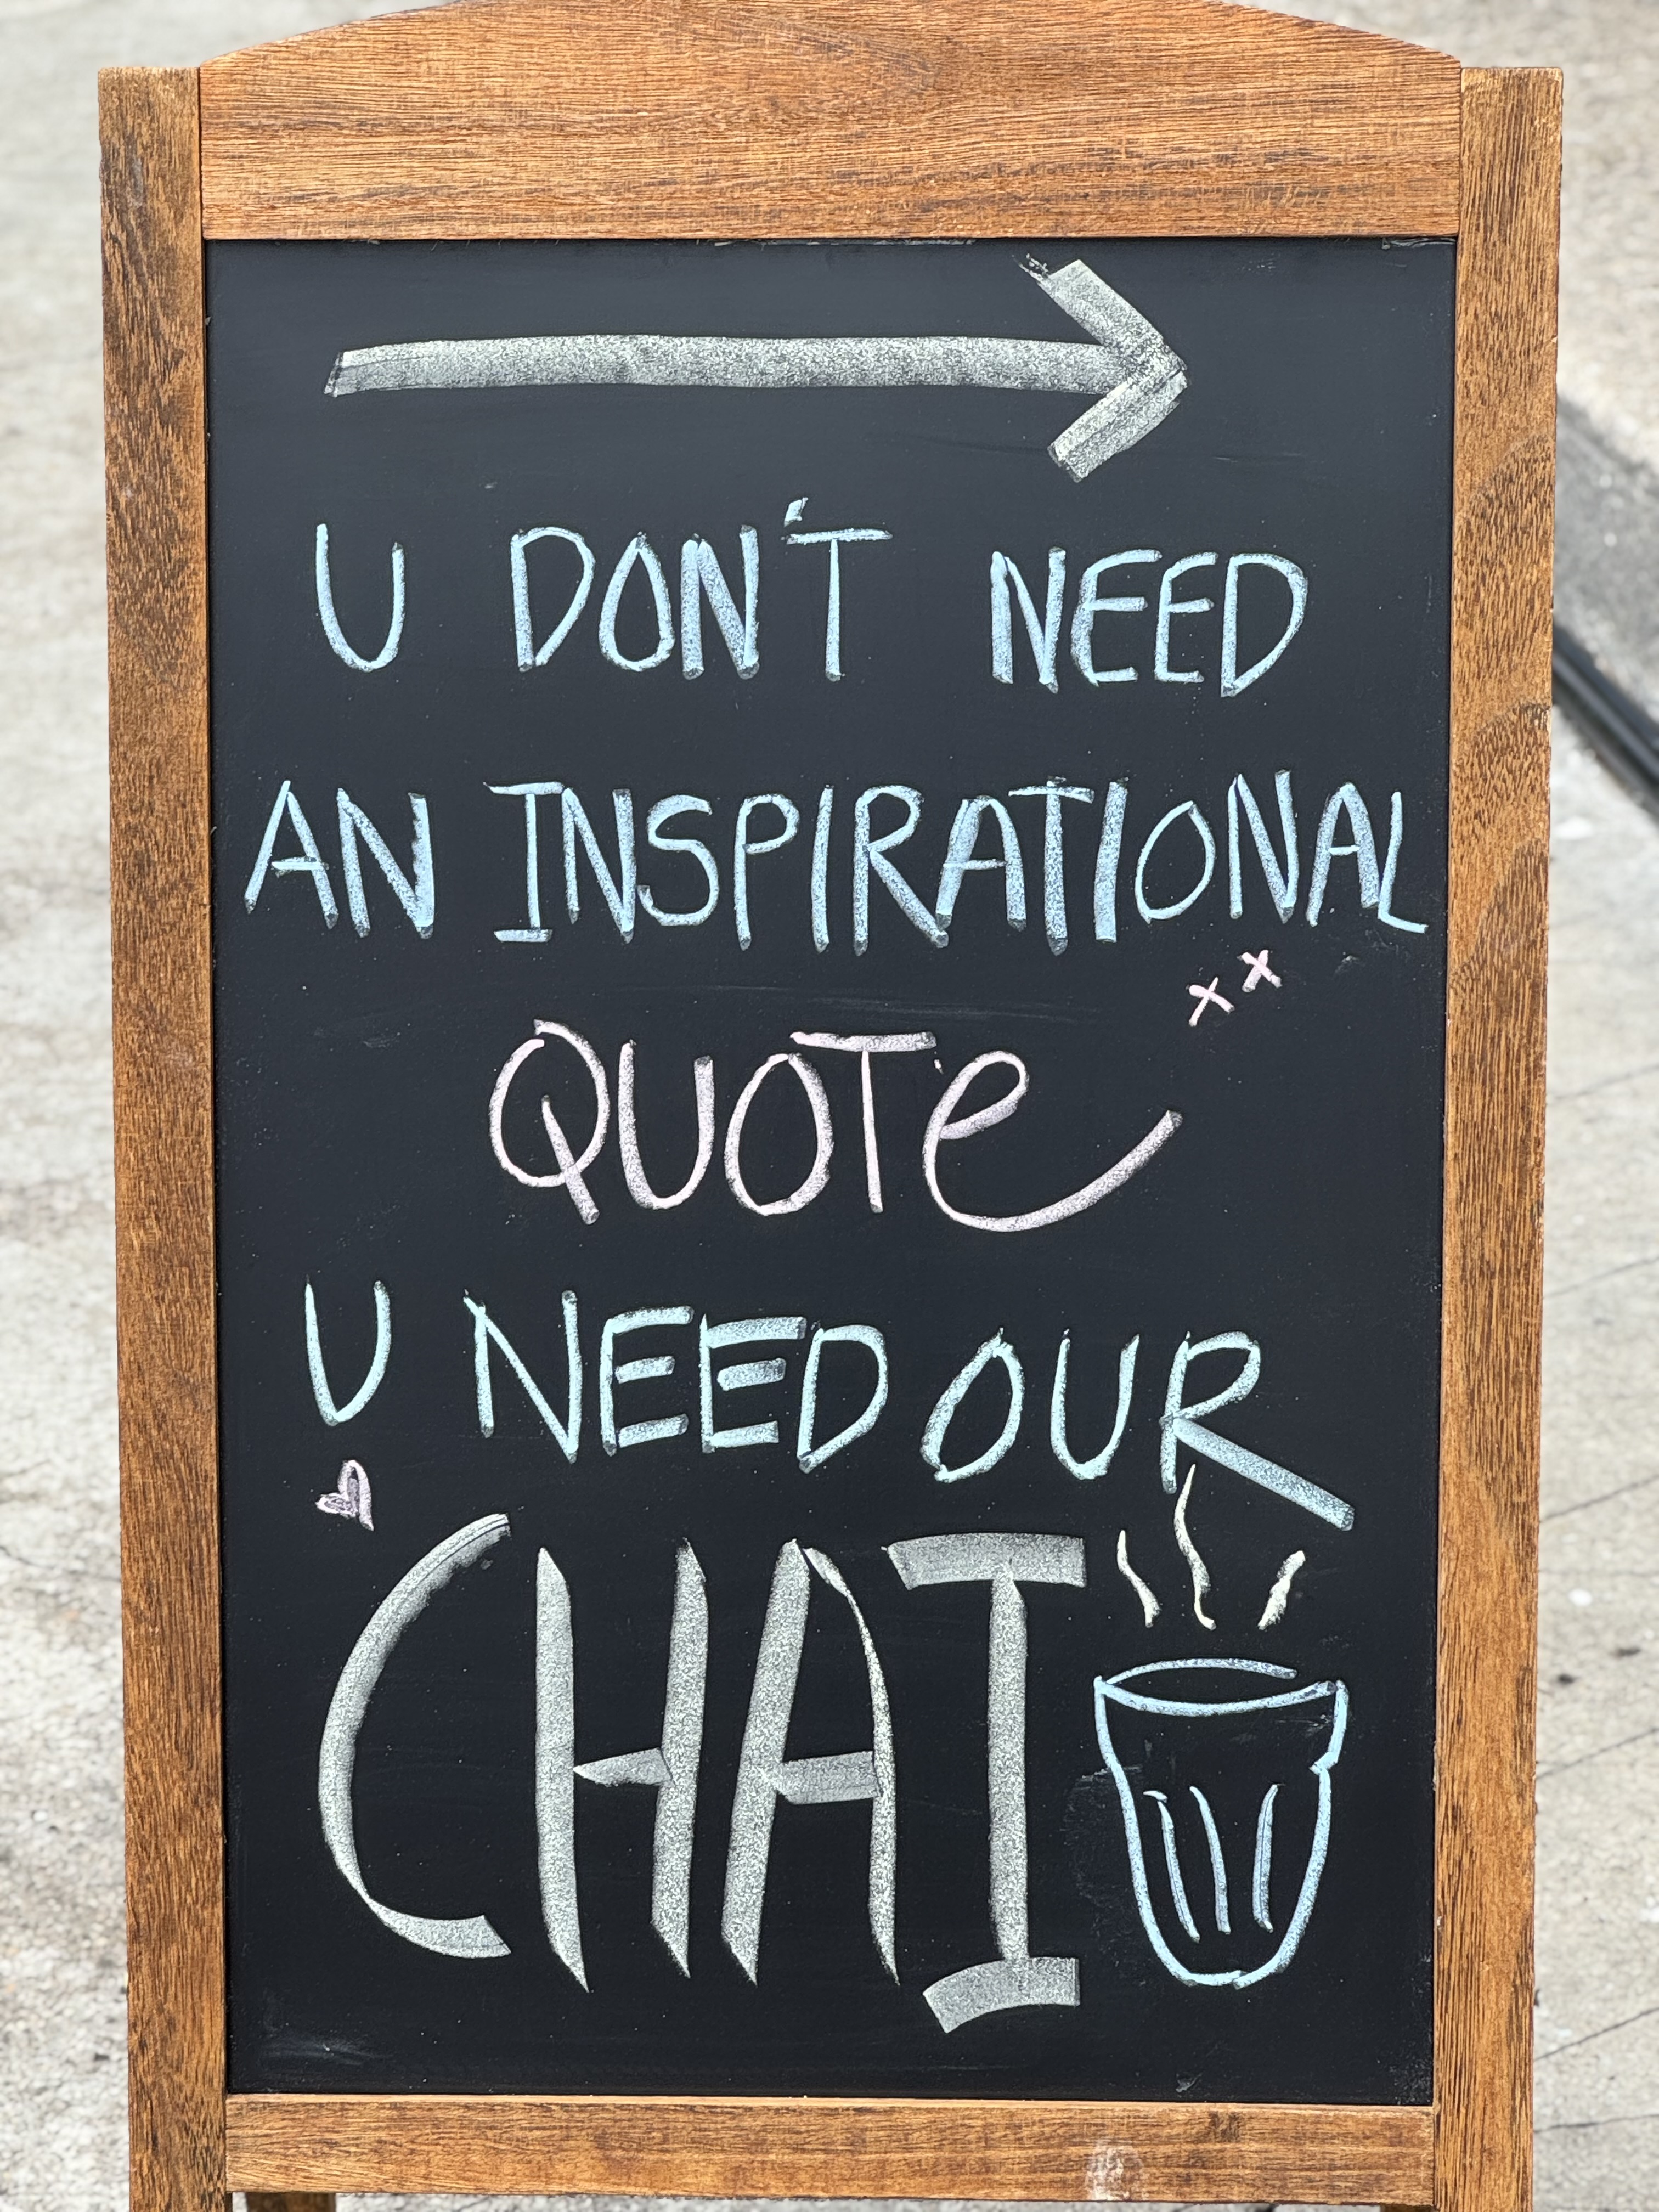 U DON'T NEED
AN INSPIRATIONAL
QUOTe
U NEED OUR
CHAI